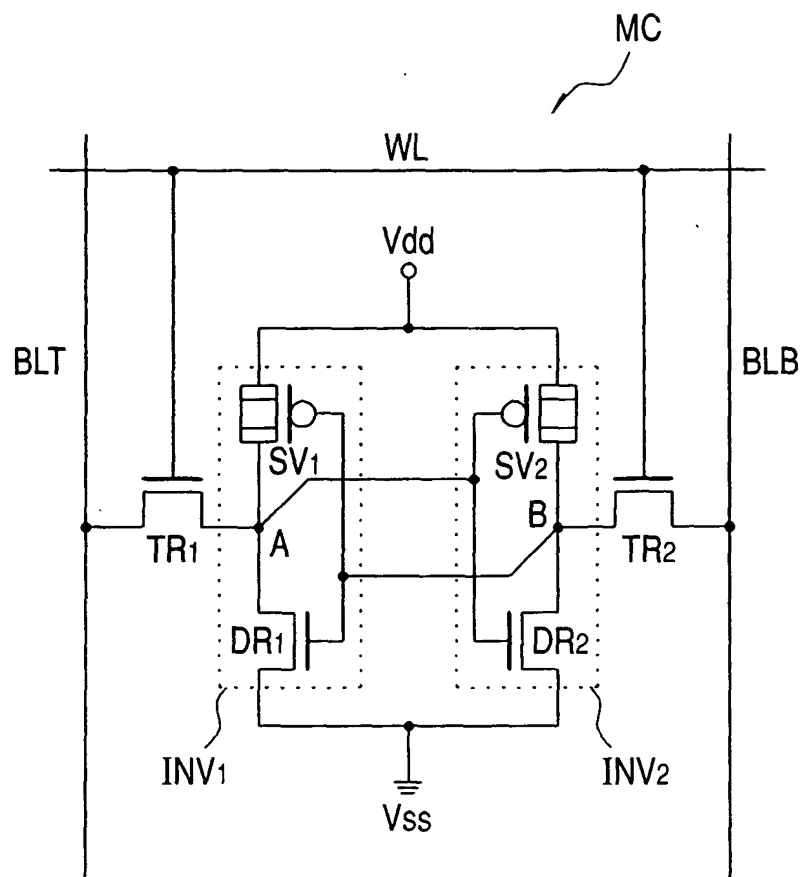 MC
WL
Vdd
BLT
BLB
SV1
SV2
TR1
A
B
TR2
DR1
DR2
INV1
INV2
Vss